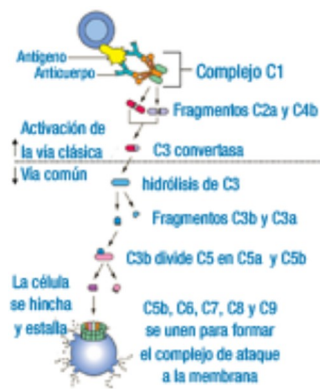 Antígeno
Anticuerpo
Complejo C1
Fragmentos C2a y C4b
Activación de
la vía clásica
C3 convertasa
Vía común
hidrólisis de C3
Fragmentos C3b y C3a
C3b divide C5 en C5a y C5b
La célula
se hincha
y estalla
C5b, C6, C7, C8 y C9
se unen para formar
el complejo de ataque
a la membrana